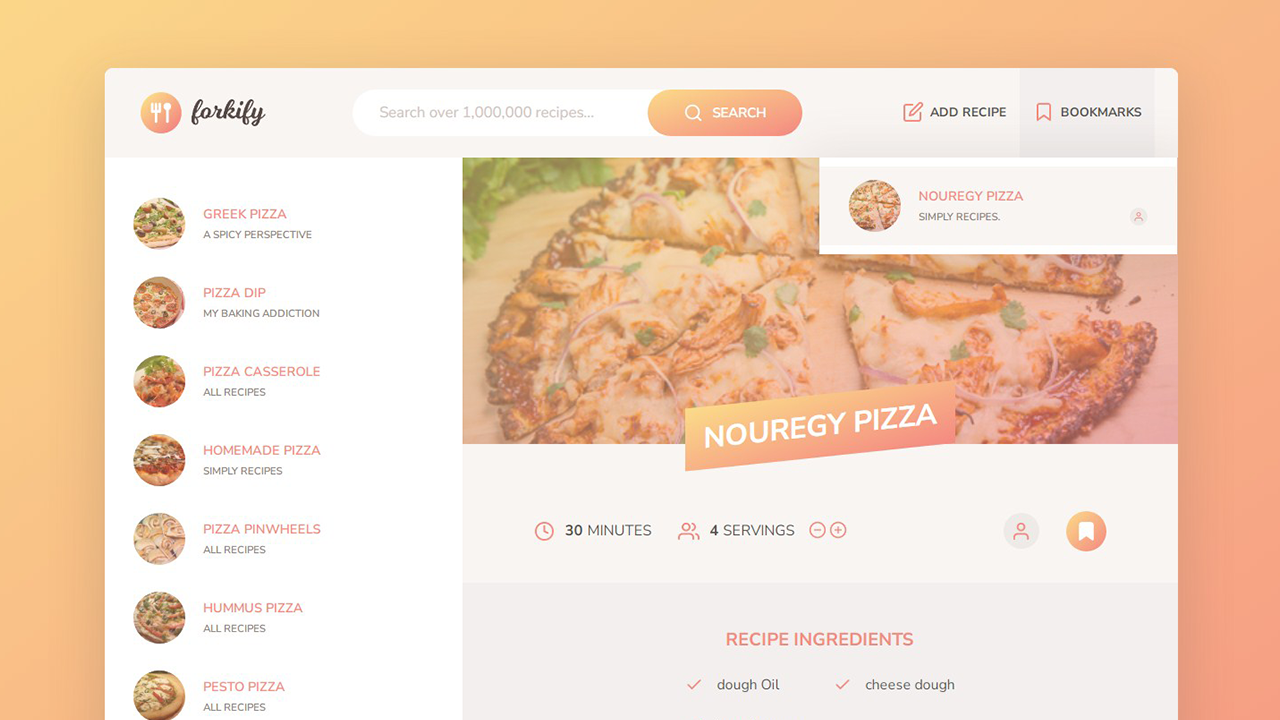 forkify
Search over 1,000,000 recipes...
SEARCH
ADD RECIPE
BOOKMARKS
NOUREGY PIZZA
SIMPLY RECIPES.
GREEK PIZZA
A SPICY PERSPECTIVE
PIZZA DIP
MY BAKING ADDICTION
PIZZA CASSEROLE
ALL RECIPES
HOMEMADE PIZZA
SIMPLY RECIPES
PIZZA PINWHEELS
ALL RECIPES
HUMMUS PIZZA
ALL RECIPES
PESTO PIZZA
ALL RECIPES
NOUREGY PIZZA
30 MINUTES
4 SERVINGS
RECIPE INGREDIENTS
dough Oil
cheese dough